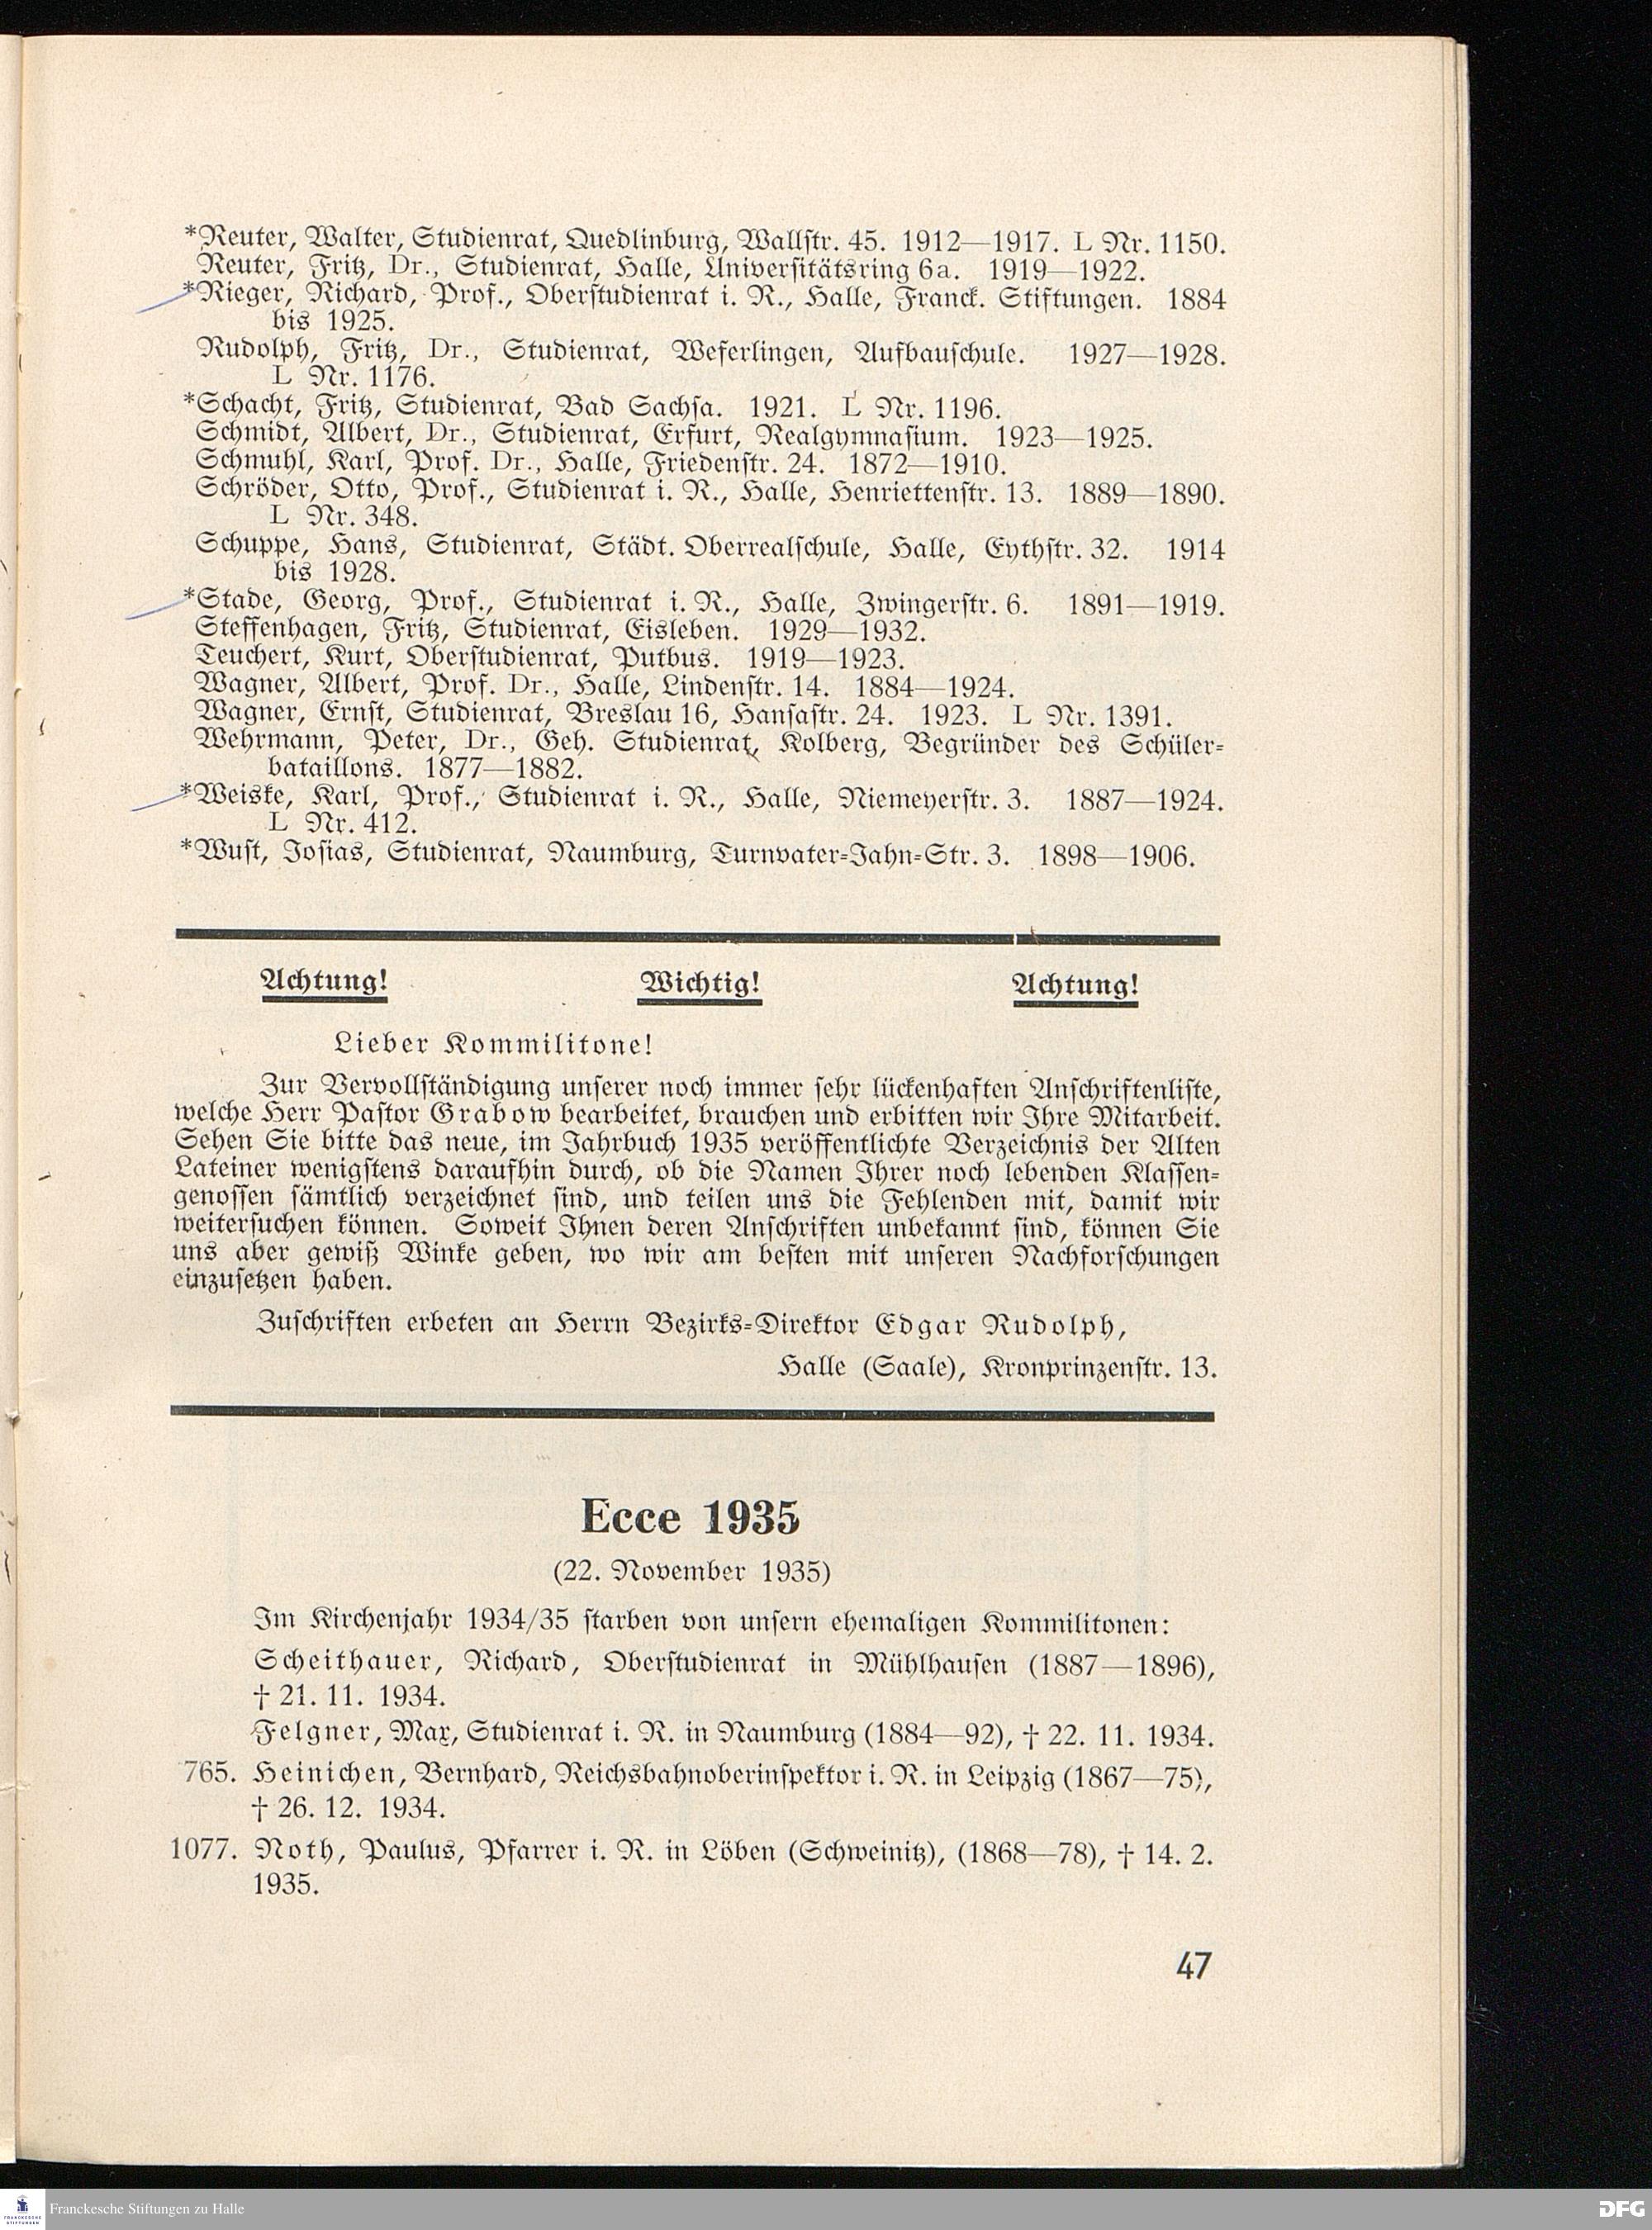 *Reuter, Walter, Studienrat, Quedlinburg, Wallstr. 45. 1912—1917. L Nr. 1150.
Reuter, Fritz, Dr., Studienrat, Halle, Universitätsring 6a. 1919—1922.
*Rieger, Richard, Prof., Oberstudienrat i. R., Halle, Franck. Stiftungen. 1884
bis 1925.
Rudolph, Fritz, Dr., Studienrat, Weferlingen, Aufbauschule. 1927—1928.
L Nr. 1176.
*Schacht, Fritz, Studienrat, Bad Sachsa. 1921. L Nr. 1196.
Schmidt, Albert, Dr., Studienrat, Erfurt, Realgymnasium. 1923—1925.
Schmuhl, Karl, Prof. Dr., Halle, Friedenstr. 24. 1872—1910.
Schröder, Otto, Prof., Studienrat i. R., Halle, Henriettenstr. 13. 1889—1890.
L Nr. 348.
Schuppe, Hans, Studienrat, Städt. Oberrealschule, Halle, Eythstr. 32. 1914
bis 1928.
*Stade, Georg, Prof., Studienrat i. R., Halle, Zwingerstr. 6. 1891—1919.
Steffenhagen, Fritz, Studienrat, Eisleben. 1929—1932.
Teuchert, Kurt, Oberstudienrat, Putbus. 1919—1923.
Wagner, Albert, Prof. Dr., Halle, Lindenstr. 14. 1884—1924.
Wagner, Ernst, Studienrat, Breslau 16, Hansastr. 24. 1923. L Nr. 1391.
Wehrmann, Peter, Dr., Geh. Studienrat, Kolberg, Begründer des Schüler-
bataillons. 1877—1882.
*Weiske, Karl, Prof., Studienrat i. R., Halle, Niemeyerstr. 3. 1887—1924.
L Nr. 412.
*Wust, Josias, Studienrat, Naumburg, Turnvater-Jahn-Str. 3. 1898—1906.
Achtung! Wichtig! Achtung!
Lieber Kommilitone!
Zur Vervollständigung unserer noch immer sehr lückenhaften Anschriftenliste,
welche Herr Pastor Grabow bearbeitet, brauchen und erbitten wir Ihre Mitarbeit.
Sehen Sie bitte das neue, im Jahrbuch 1935 veröffentlichte Verzeichnis der Alten
Lateiner wenigstens daraufhin durch, ob die Namen Ihrer noch lebenden Klassen-
genossen sämtlich verzeichnet sind, und teilen uns die Fehlenden mit, damit wir
weitersuchen können. Soweit Ihnen deren Anschriften unbekannt sind, können Sie
uns aber gewiß Winke geben, wo wir am besten mit unseren Nachforschungen
einzusetzen haben.
Zuschriften erbeten an Herrn Bezirks-Direktor Edgar Rudolph,
Halle (Saale), Kronprinzenstr. 13.
Ecce 1935
(22. November 1935)
Im Kirchenjahr 1934/35 starben von unsern ehemaligen Kommilitonen:
Scheithauer, Richard, Oberstudienrat in Mühlhausen (1887—1896),
† 21. 11. 1934.
Felgner, Max, Studienrat i. R. in Naumburg (1884—92), † 22. 11. 1934.
765. Heinichen, Bernhard, Reichsbahnoberinspektor i. R. in Leipzig (1867—75),
† 26. 12. 1934.
1077. Noth, Paulus, Pfarrer i. R. in Löben (Schweinitz), (1868—78), † 14. 2.
1935.
47
FRANCKESCHE
STIFTUNGEN
Franckesche Stiftungen zu Halle
DFG